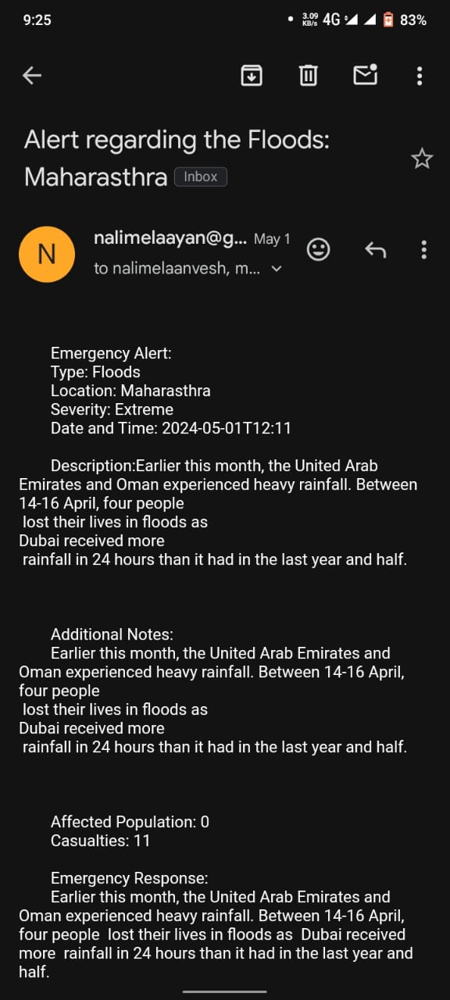 9:25 3.09 KB/s 4G 83%
Alert regarding the Floods:
Maharasthra Inbox
N nalimelaayan@g... May 1
to nalimelaanvesh, m...
Emergency Alert:
Type: Floods
Location: Maharasthra
Severity: Extreme
Date and Time: 2024-05-01T12:11
Description:Earlier this month, the United Arab
Emirates and Oman experienced heavy rainfall. Between
14-16 April, four people
lost their lives in floods as
Dubai received more
rainfall in 24 hours than it had in the last year and half.
Additional Notes:
Earlier this month, the United Arab Emirates and
Oman experienced heavy rainfall. Between 14-16 April,
four people
lost their lives in floods as
Dubai received more
rainfall in 24 hours than it had in the last year and half.
Affected Population: 0
Casualties: 11
Emergency Response:
Earlier this month, the United Arab Emirates and
Oman experienced heavy rainfall. Between 14-16 April,
four people  lost their lives in floods as  Dubai received
more  rainfall in 24 hours than it had in the last year and
half.